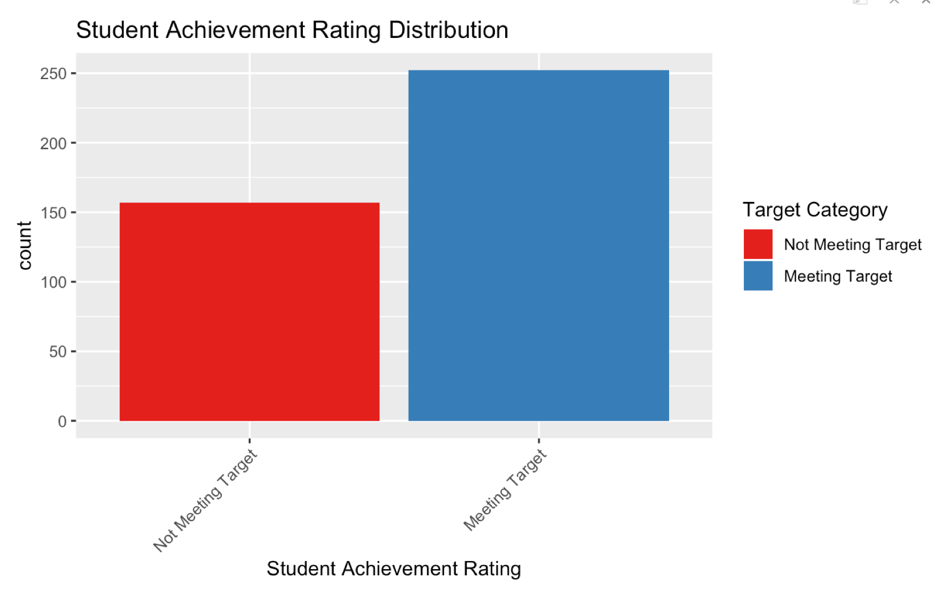 Student Achievement Rating Distribution
250
200
150
100
50
0
count
Not Meeting Target
Meeting Target
Student Achievement Rating
Target Category
Not Meeting Target
Meeting Target